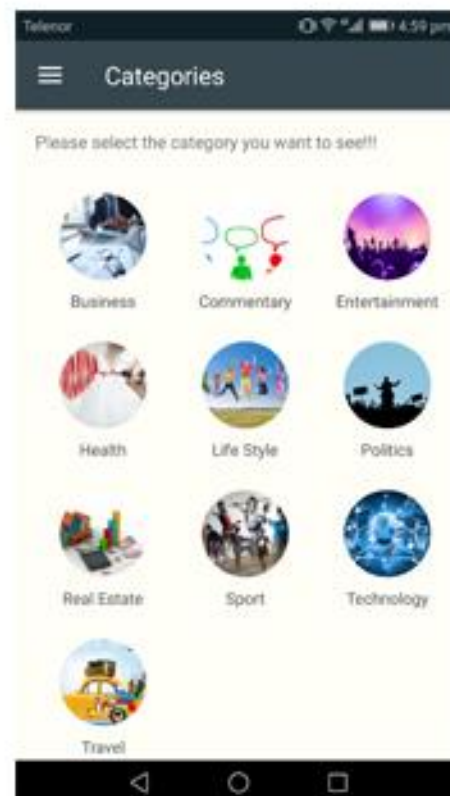 Telenor 4:59 pm
Categories
Please select the category you want to see!!!
Business Commentary Entertainment
Health Life Style Politics
Real Estate Sport Technology
Travel